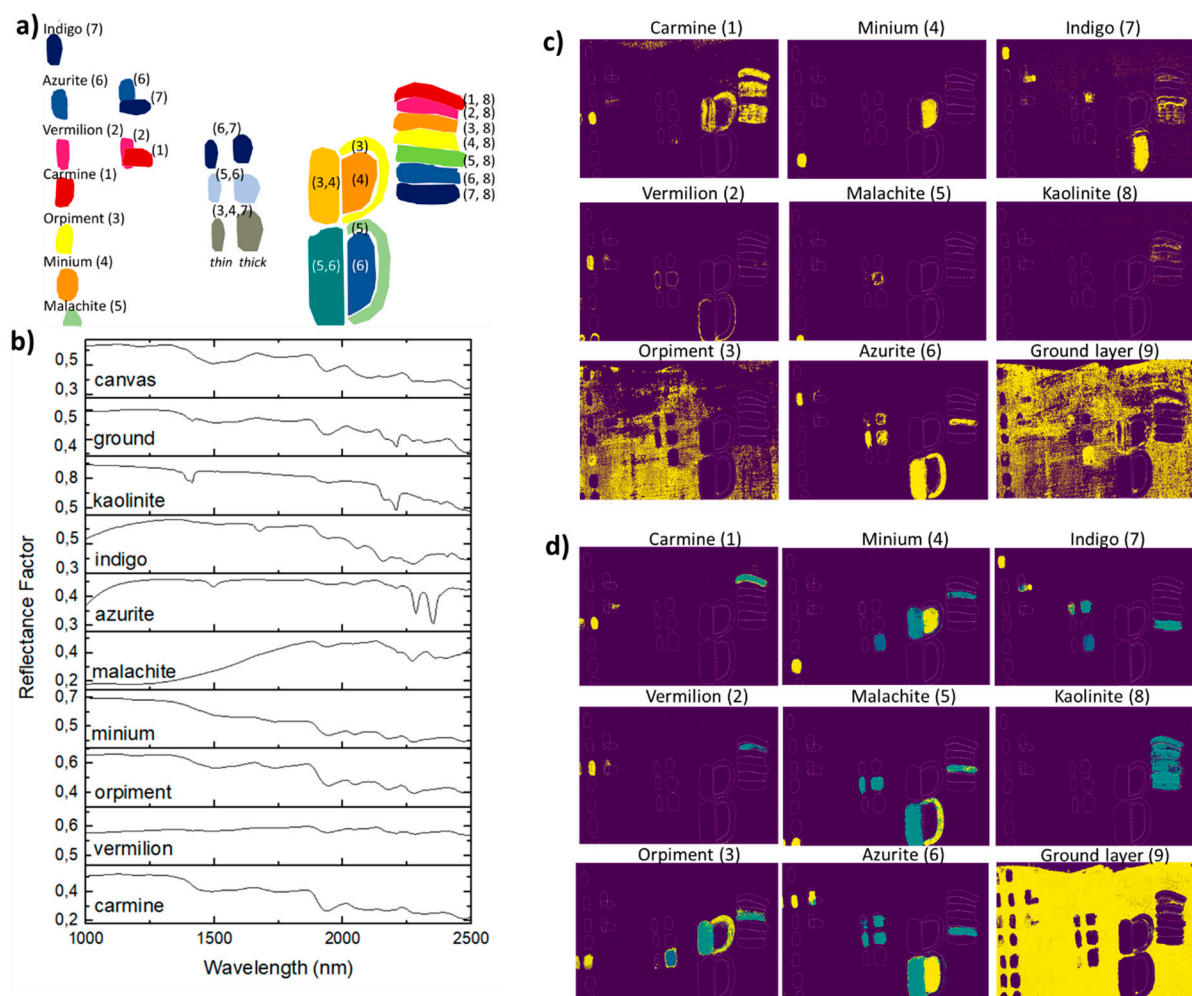 a)
Indigo (7)
Azurite (6)
(6)
(7)
Vermilion (2)
(2)
(1)
Carmine (1)
Orpiment (3)
Minium (4)
Malachite (5)
(6,7)
(5,6)
(3,4,7)
thin thick
(3)
(3,4)
(4)
(5)
(5,6)
(6)
(1, 8)
(2, 8)
(3, 8)
(4, 8)
(5, 8)
(6, 8)
(7, 8)
b)
Reflectance Factor
0,5
0,3
canvas
0,5
0,4
ground
0,8
0,5
kaolinite
0,5
0,3
indigo
0,4
0,3
azurite
0,4
0,2
malachite
0,7
0,5
minium
0,6
0,4
orpiment
0,6
0,5
vermilion
0,4
0,2
carmine
1000 1500 2000 2500
Wavelength (nm)
c)
Carmine (1) Minium (4) Indigo (7)
Vermilion (2) Malachite (5) Kaolinite (8)
Orpiment (3) Azurite (6) Ground layer (9)
d)
Carmine (1) Minium (4) Indigo (7)
Vermilion (2) Malachite (5) Kaolinite (8)
Orpiment (3) Azurite (6) Ground layer (9)